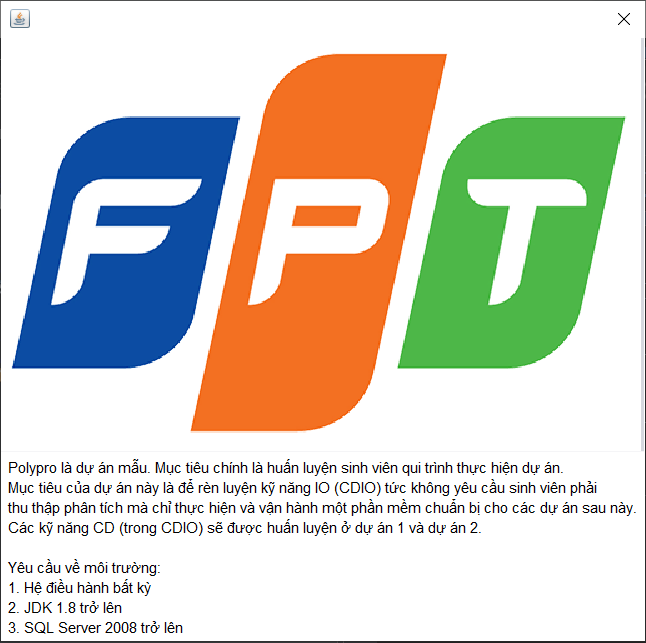 FPT
Polypro là dự án mẫu. Mục tiêu chính là huấn luyện sinh viên qui trình thực hiện dự án.
Mục tiêu của dự án này là để rèn luyện kỹ năng IO (CDIO) tức không yêu cầu sinh viên phải
thu thập phân tích mà chỉ thực hiện và vận hành một phần mềm chuẩn bị cho các dự án sau này.
Các kỹ năng CD (trong CDIO) sẽ được huấn luyện ở dự án 1 và dự án 2.
Yêu cầu về môi trường:
1. Hệ điều hành bất kỳ
2. JDK 1.8 trở lên
3. SQL Server 2008 trở lên